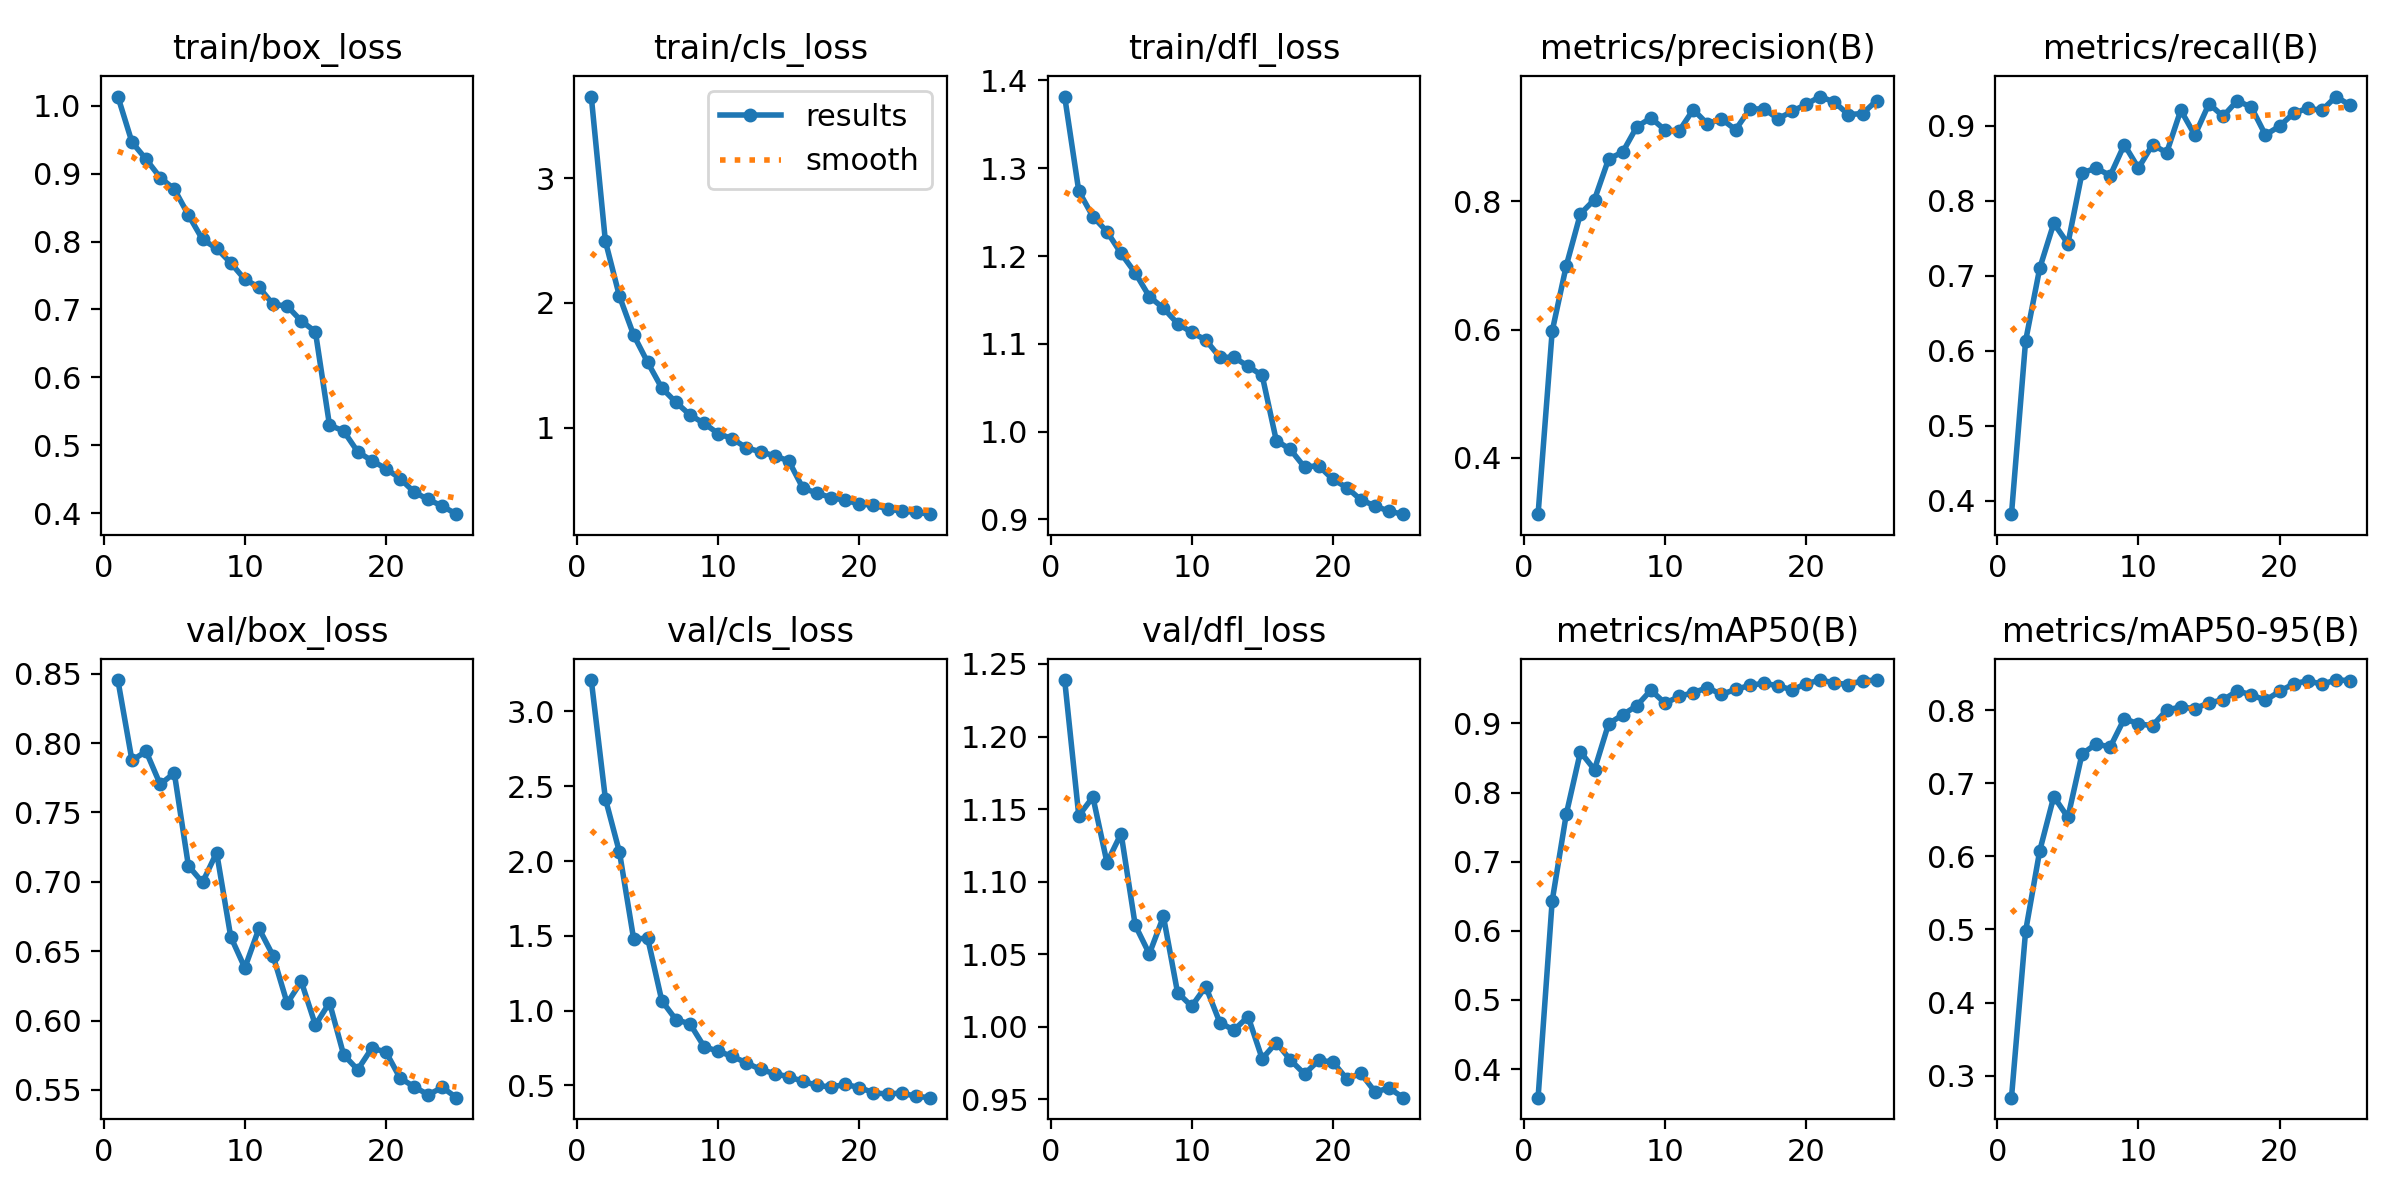 train/box_loss
1.0
0.9
0.8
0.7
0.6
0.5
0.4
0 10 20
train/cls_loss
results
smooth
3
2
1
0 10 20
train/dfl_loss
1.4
1.3
1.2
1.1
1.0
0.9
0 10 20
metrics/precision(B)
0.8
0.6
0.4
0 10 20
metrics/recall(B)
0.9
0.8
0.7
0.6
0.5
0.4
0 10 20
val/box_loss
0.85
0.80
0.75
0.70
0.65
0.60
0.55
0 10 20
val/cls_loss
3.0
2.5
2.0
1.5
1.0
0.5
0 10 20
val/dfl_loss
1.25
1.20
1.15
1.10
1.05
1.00
0.95
0 10 20
metrics/mAP50(B)
0.9
0.8
0.7
0.6
0.5
0.4
0 10 20
metrics/mAP50-95(B)
0.8
0.7
0.6
0.5
0.4
0.3
0 10 20